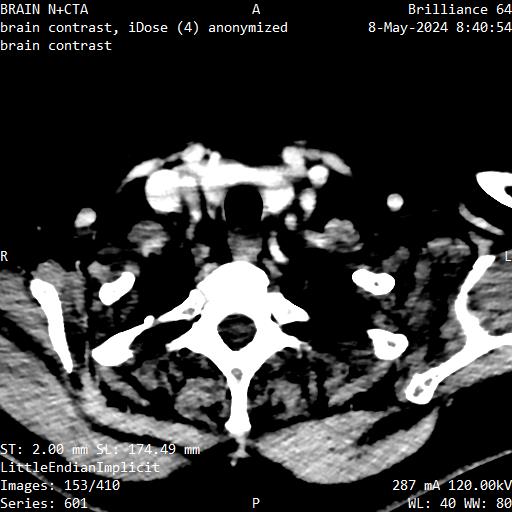 BRAIN N+CTA
A
Brilliance 64
brain contrast, iDose (4) anonymized
8-May-2024 8:40:54
brain contrast
R
L
ST: 2.00 mm SL: 174.49 mm
LittleEndianImplicit
Images: 153/410
287 mA 120.00kV
Series: 601
P
WL: 40 WW: 80